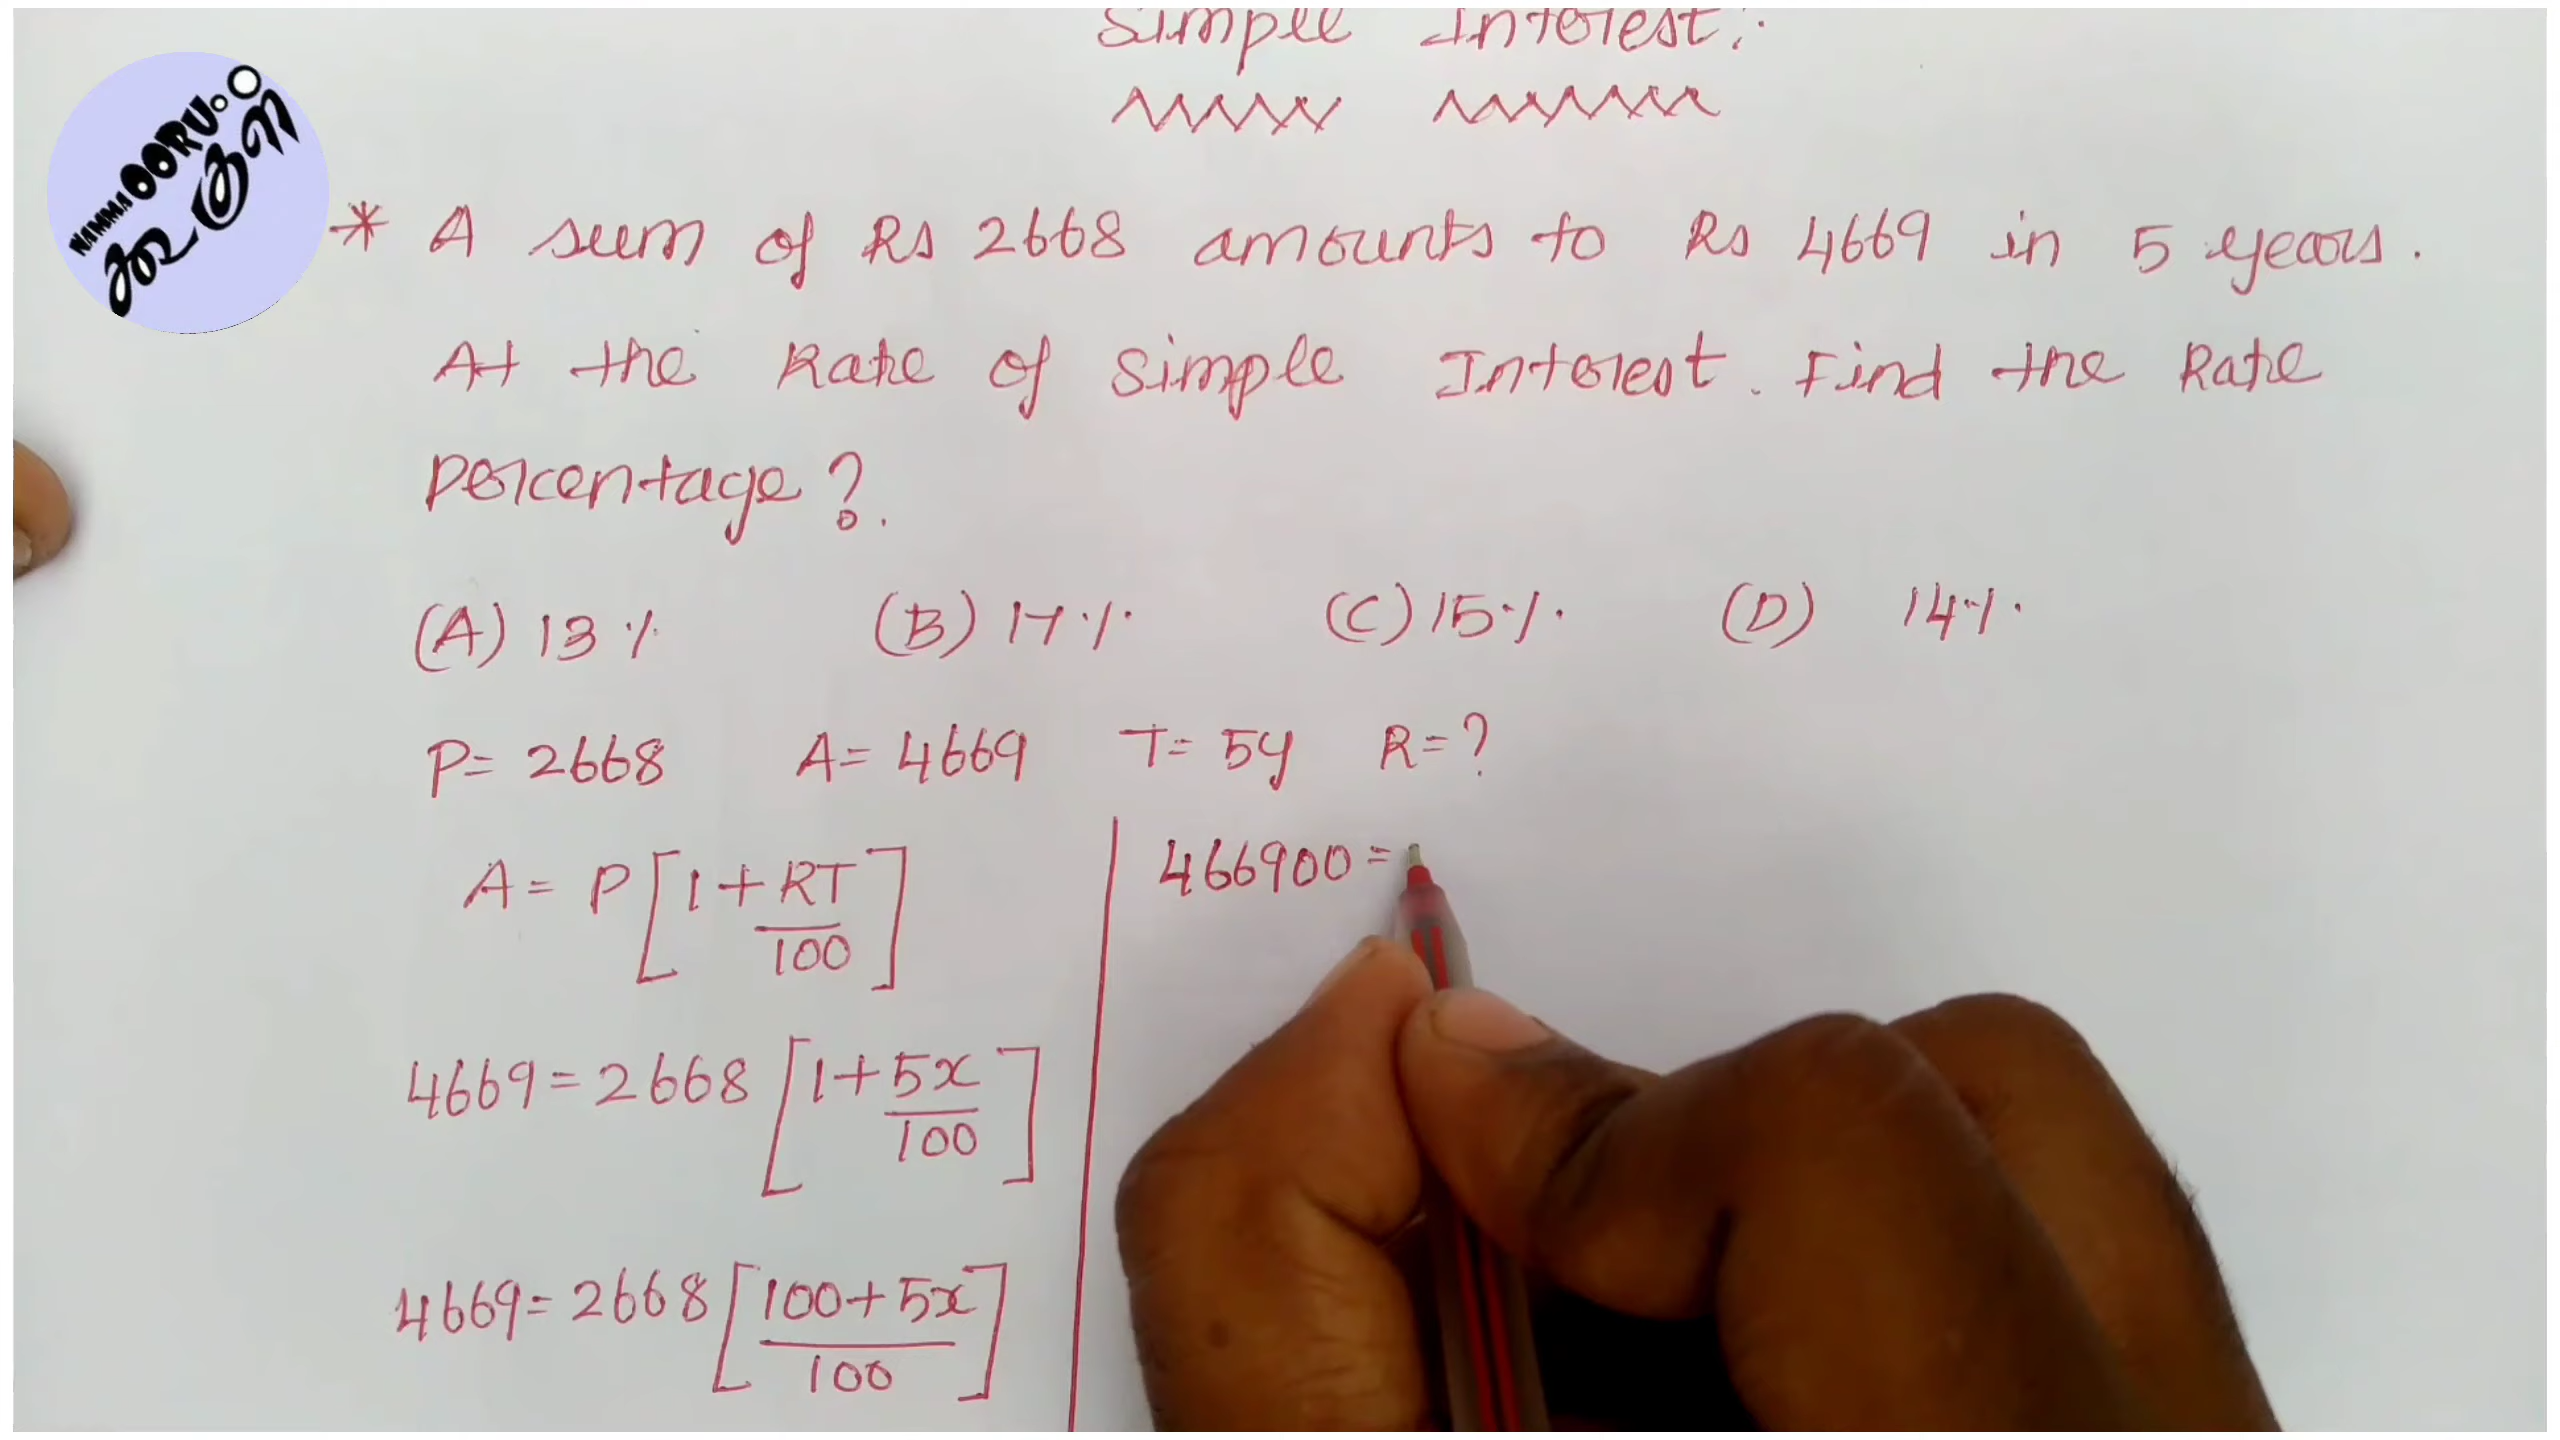 Simple Interest:
NAMMA OORU
* A sum of Rs 2668 amounts to Rs 4669 in 5 years.
At the Rate of Simple Interest. Find the Rate
percentage?
(A) 13% (B) 17% (C) 15% (D) 14%
P= 2668 A= 4669 T= 5y R=?
A= P[1+RT/100]
4669=2668[1+5x/100]
4669=2668[100+5x/100]
466900=